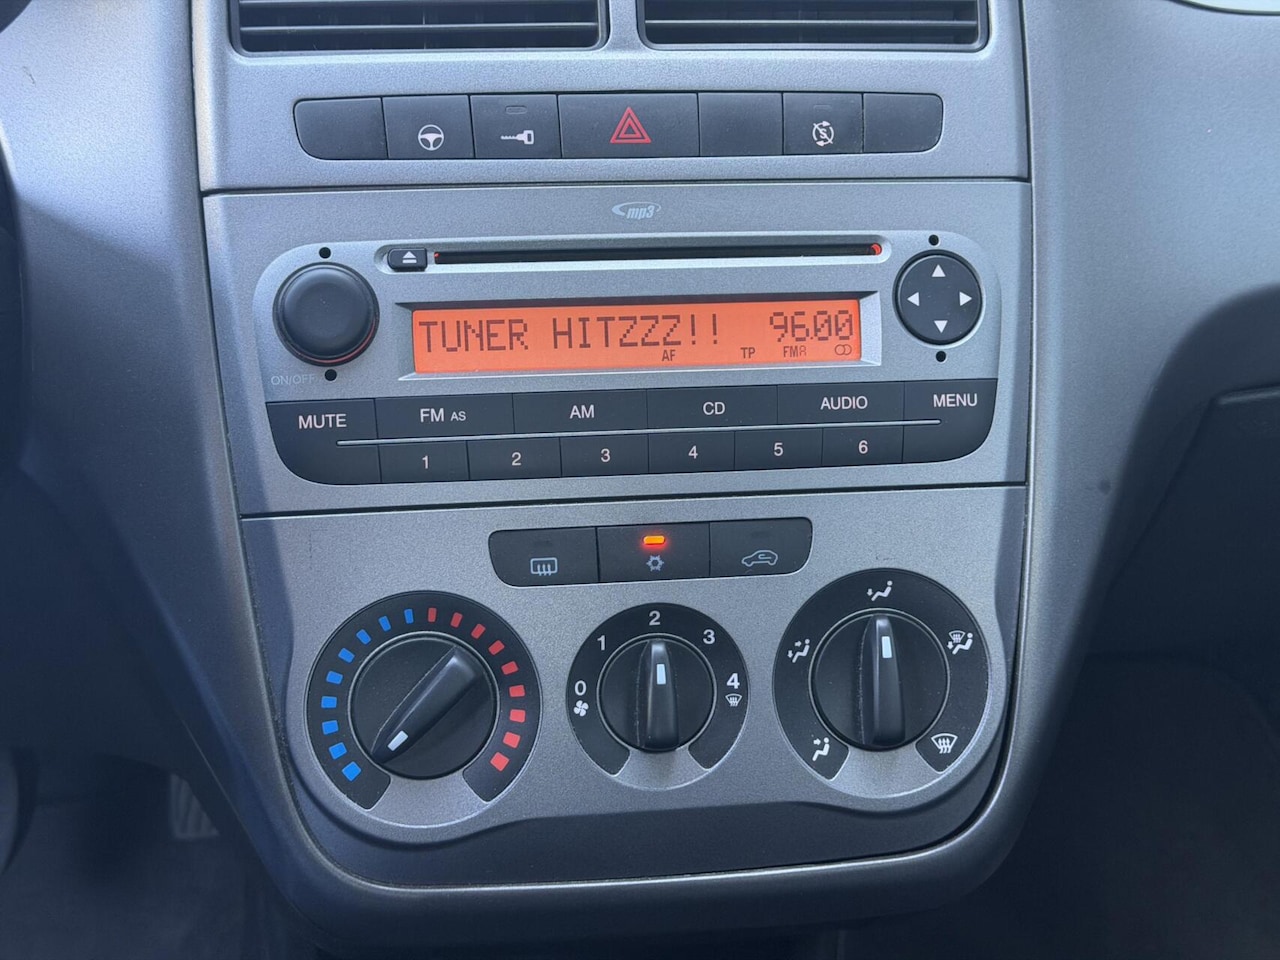 S
mp3
TUNER HITZZZ!! 96.00
AF TP FMA
ON/OFF
MUTE FM AS AM CD AUDIO MENU
1 2 3 4 5 6
0 1 2 3 4